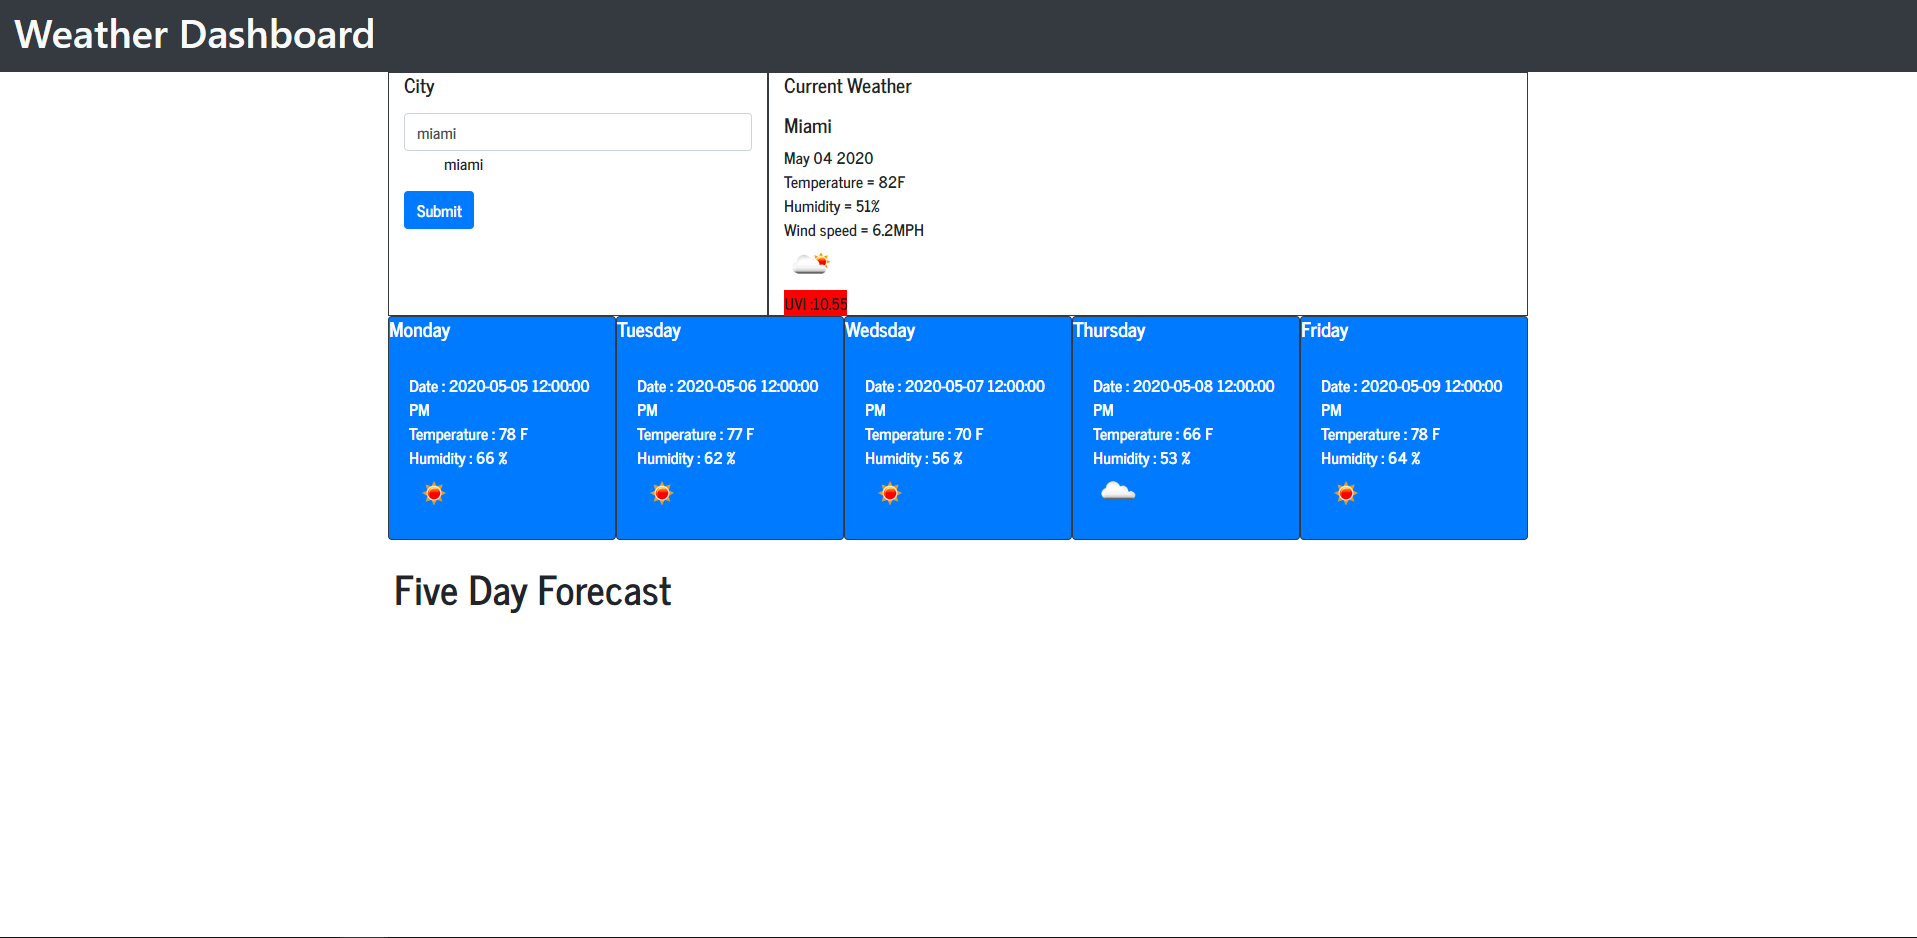 Weather Dashboard
City
miami
miami
Submit
Current Weather
Miami
May 04 2020
Temperature = 82F
Humidity = 51%
Wind speed = 6.2MPH
UVI :10.55
Monday
Date : 2020-05-05 12:00:00
PM
Temperature : 78 F
Humidity : 66 %
Tuesday
Date : 2020-05-06 12:00:00
PM
Temperature : 77 F
Humidity : 62 %
Wedsday
Date : 2020-05-07 12:00:00
PM
Temperature : 70 F
Humidity : 56 %
Thursday
Date : 2020-05-08 12:00:00
PM
Temperature : 66 F
Humidity : 53 %
Friday
Date : 2020-05-09 12:00:00
PM
Temperature : 78 F
Humidity : 64 %
Five Day Forecast